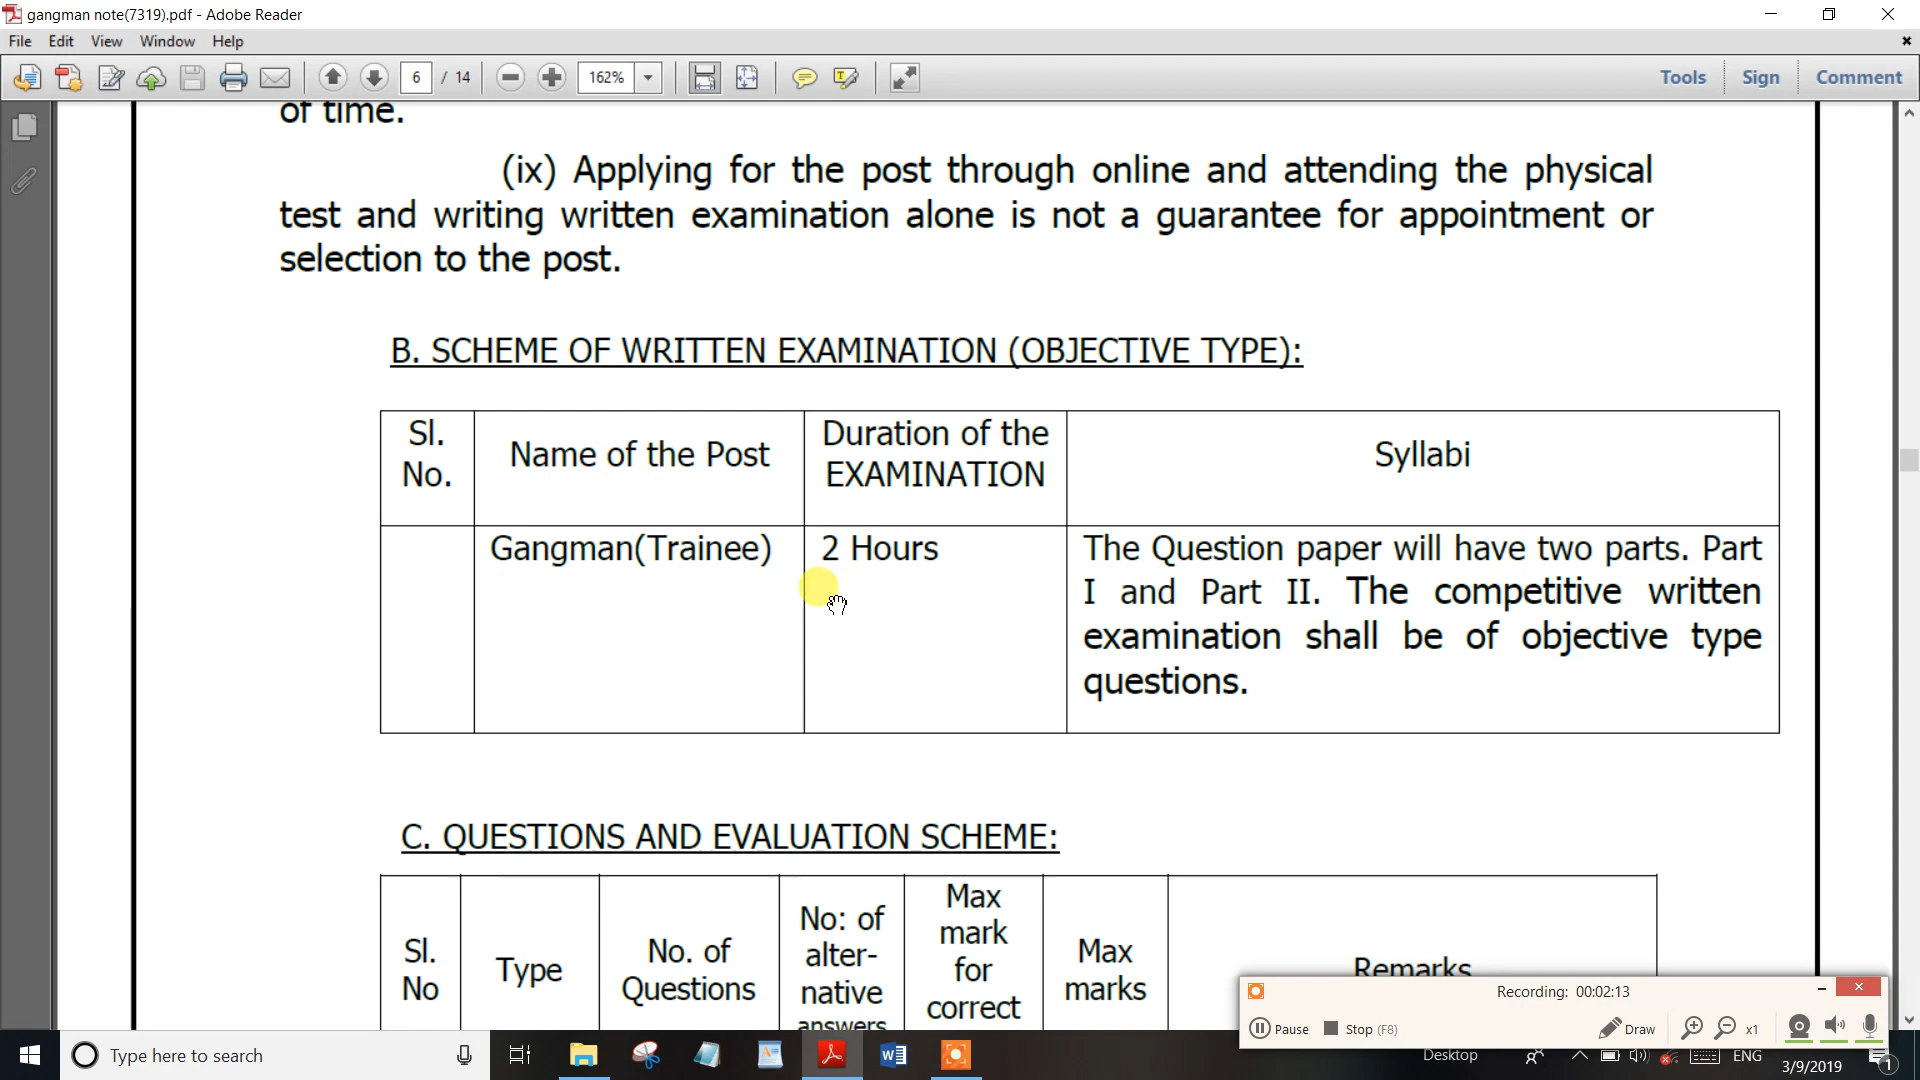 gangman note(7319).pdf - Adobe Reader
File Edit View Window Help
6 / 14 162% Tools Sign Comment
of time.
(ix) Applying for the post through online and attending the physical
test and writing written examination alone is not a guarantee for appointment or
selection to the post.
B. SCHEME OF WRITTEN EXAMINATION (OBJECTIVE TYPE):
Sl.
No.
Name of the Post
Duration of the
EXAMINATION
Syllabi
Gangman(Trainee)
2 Hours
The Question paper will have two parts. Part
I and Part II. The competitive written
examination shall be of objective type
questions.
C. QUESTIONS AND EVALUATION SCHEME:
Sl.
No
Type
No. of
Questions
No: of
alter-
native
answers
Max
mark
for
correct
Max
marks
Remarks
Recording: 00:02:13
Pause Stop (F8) Draw x1
Type here to search
Desktop ENG
3/9/2019
1